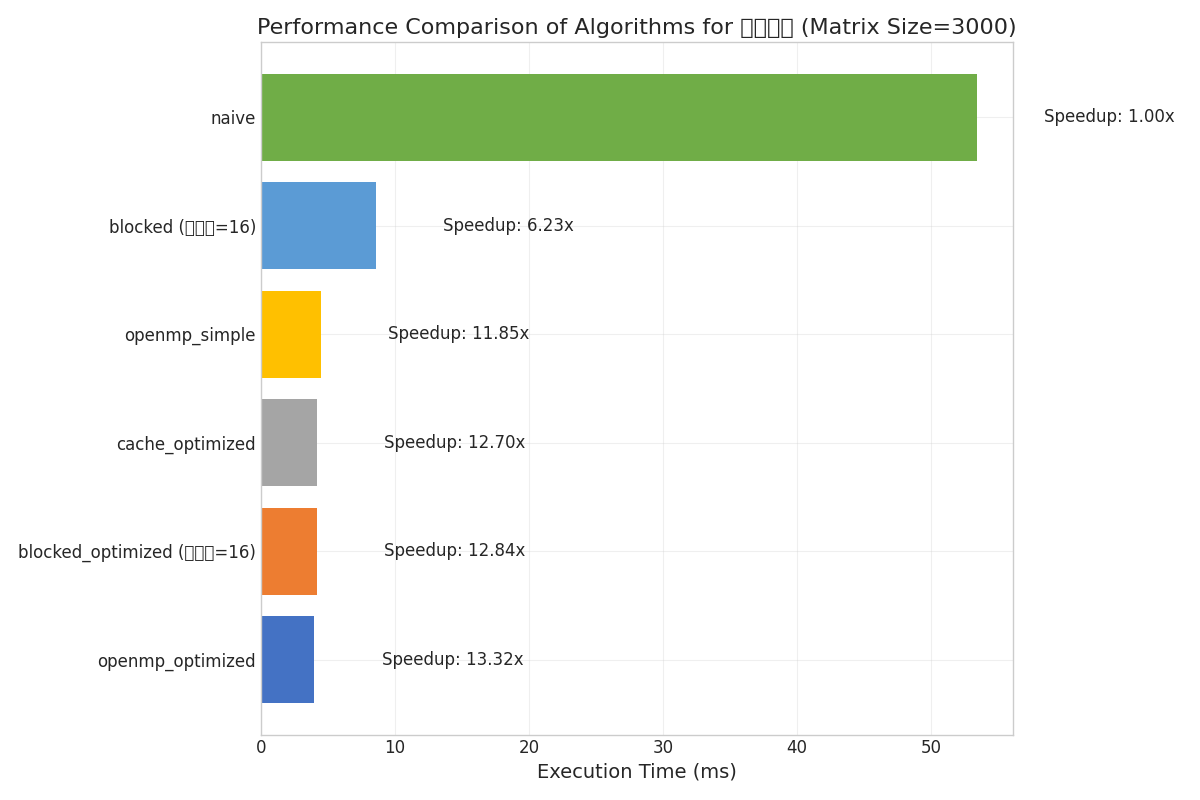 Performance Comparison of Algorithms for (Matrix Size=3000)
naive
Speedup: 1.00x
blocked (=16)
Speedup: 6.23x
openmp_simple
Speedup: 11.85x
cache_optimized
Speedup: 12.70x
blocked_optimized (=16)
Speedup: 12.84x
openmp_optimized
Speedup: 13.32x
0 10 20 30 40 50
Execution Time (ms)